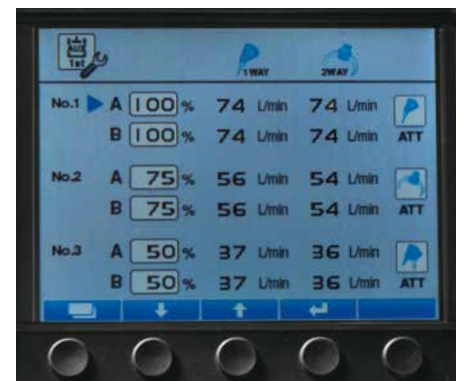 AUX
1st
1WAY 2WAY
No.1 A 100 % 74 L/min 74 L/min
B 100 % 74 L/min 74 L/min ATT
No.2 A 75 % 56 L/min 54 L/min
B 75 % 56 L/min 54 L/min ATT
No.3 A 50 % 37 L/min 36 L/min
B 50 % 37 L/min 36 L/min ATT